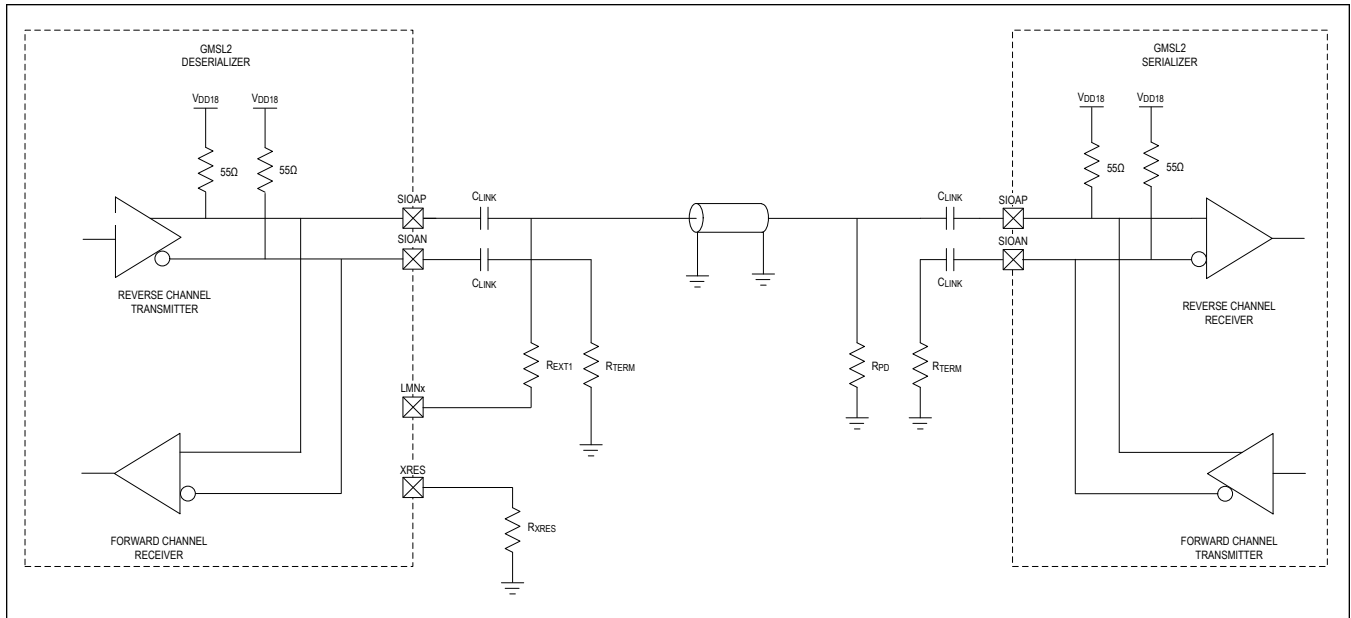 GMSL2
DESERIALIZER
VDD18
VDD18
55Ω
55Ω
SIOAP
SIOAN
CLINK
CLINK
REVERSE CHANNEL
TRANSMITTER
REXT1
RTERM
LMNx
XRES
RXRES
FORWARD CHANNEL
RECEIVER
GMSL2
SERIALIZER
VDD18
VDD18
55Ω
55Ω
CLINK
SIOAP
SIOAN
CLINK
REVERSE CHANNEL
RECEIVER
RPD
RTERM
FORWARD CHANNEL
TRANSMITTER